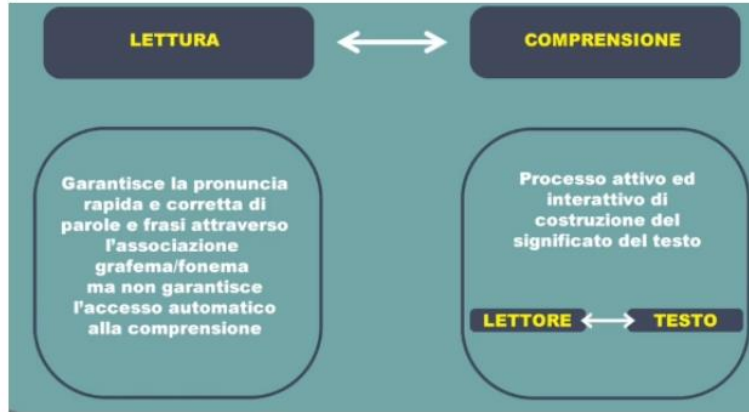 LETTURA
COMPRENSIONE
Garantisce la pronuncia
rapida e corretta di
parole e frasi attraverso
l'associazione
grafema/fonema
ma non garantisce
l'accesso automatico
alla comprensione
Processo attivo ed
interattivo di
costruzione del
significato del testo
LETTORE
TESTO